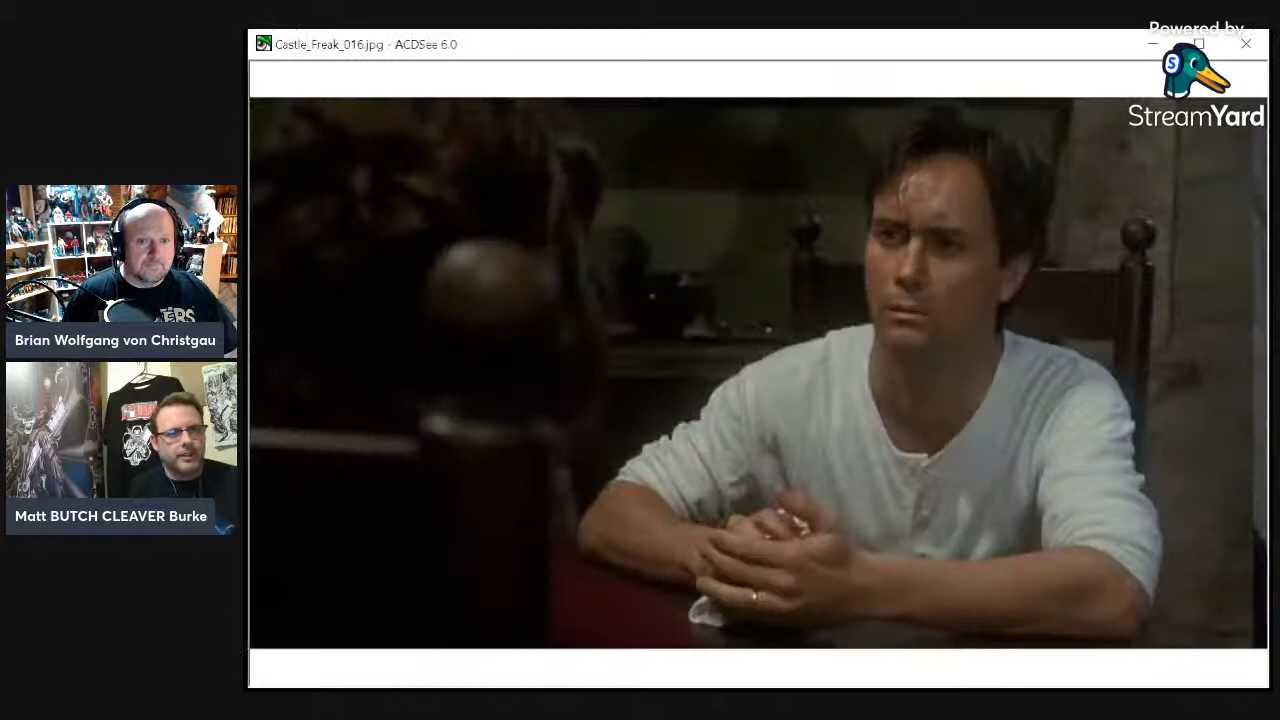 Castle_Freak_016.jpg - ACDSee 6.0
Powered by
S
StreamYard
Brian Wolfgang von Christgau
Matt BUTCH CLEAVER Burke